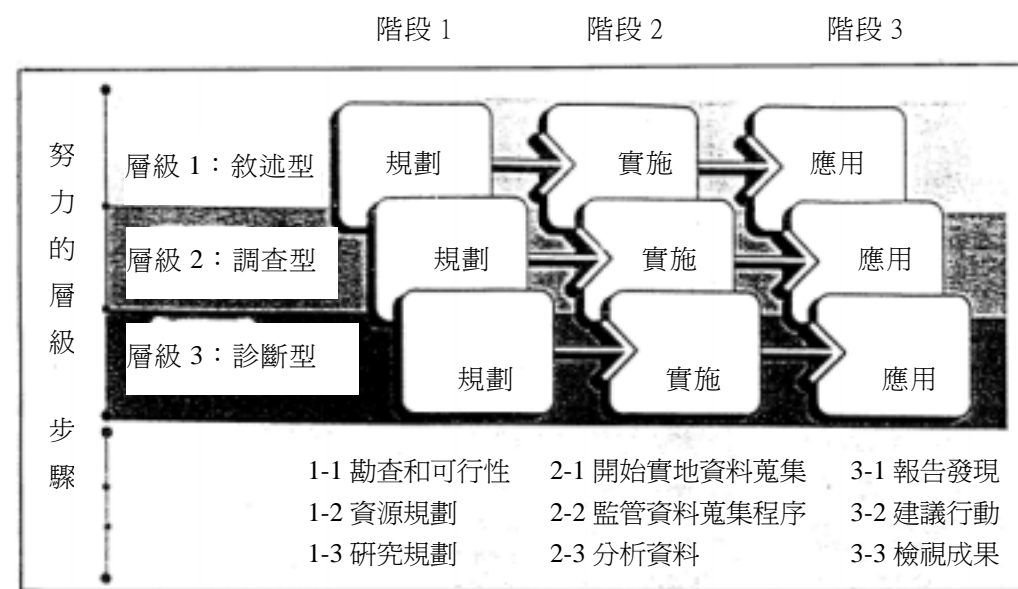 階段 1 階段 2 階段 3
努力的層級
層級 1：敘述型 規劃 實施 應用
層級 2：調查型 規劃 實施 應用
層級 3：診斷型 規劃 實施 應用
步驟
1-1 勘查和可行性 2-1 開始實地資料蒐集 3-1 報告發現
1-2 資源規劃 2-2 監管資料蒐集程序 3-2 建議行動
1-3 研究規劃 2-3 分析資料 3-3 檢視成果